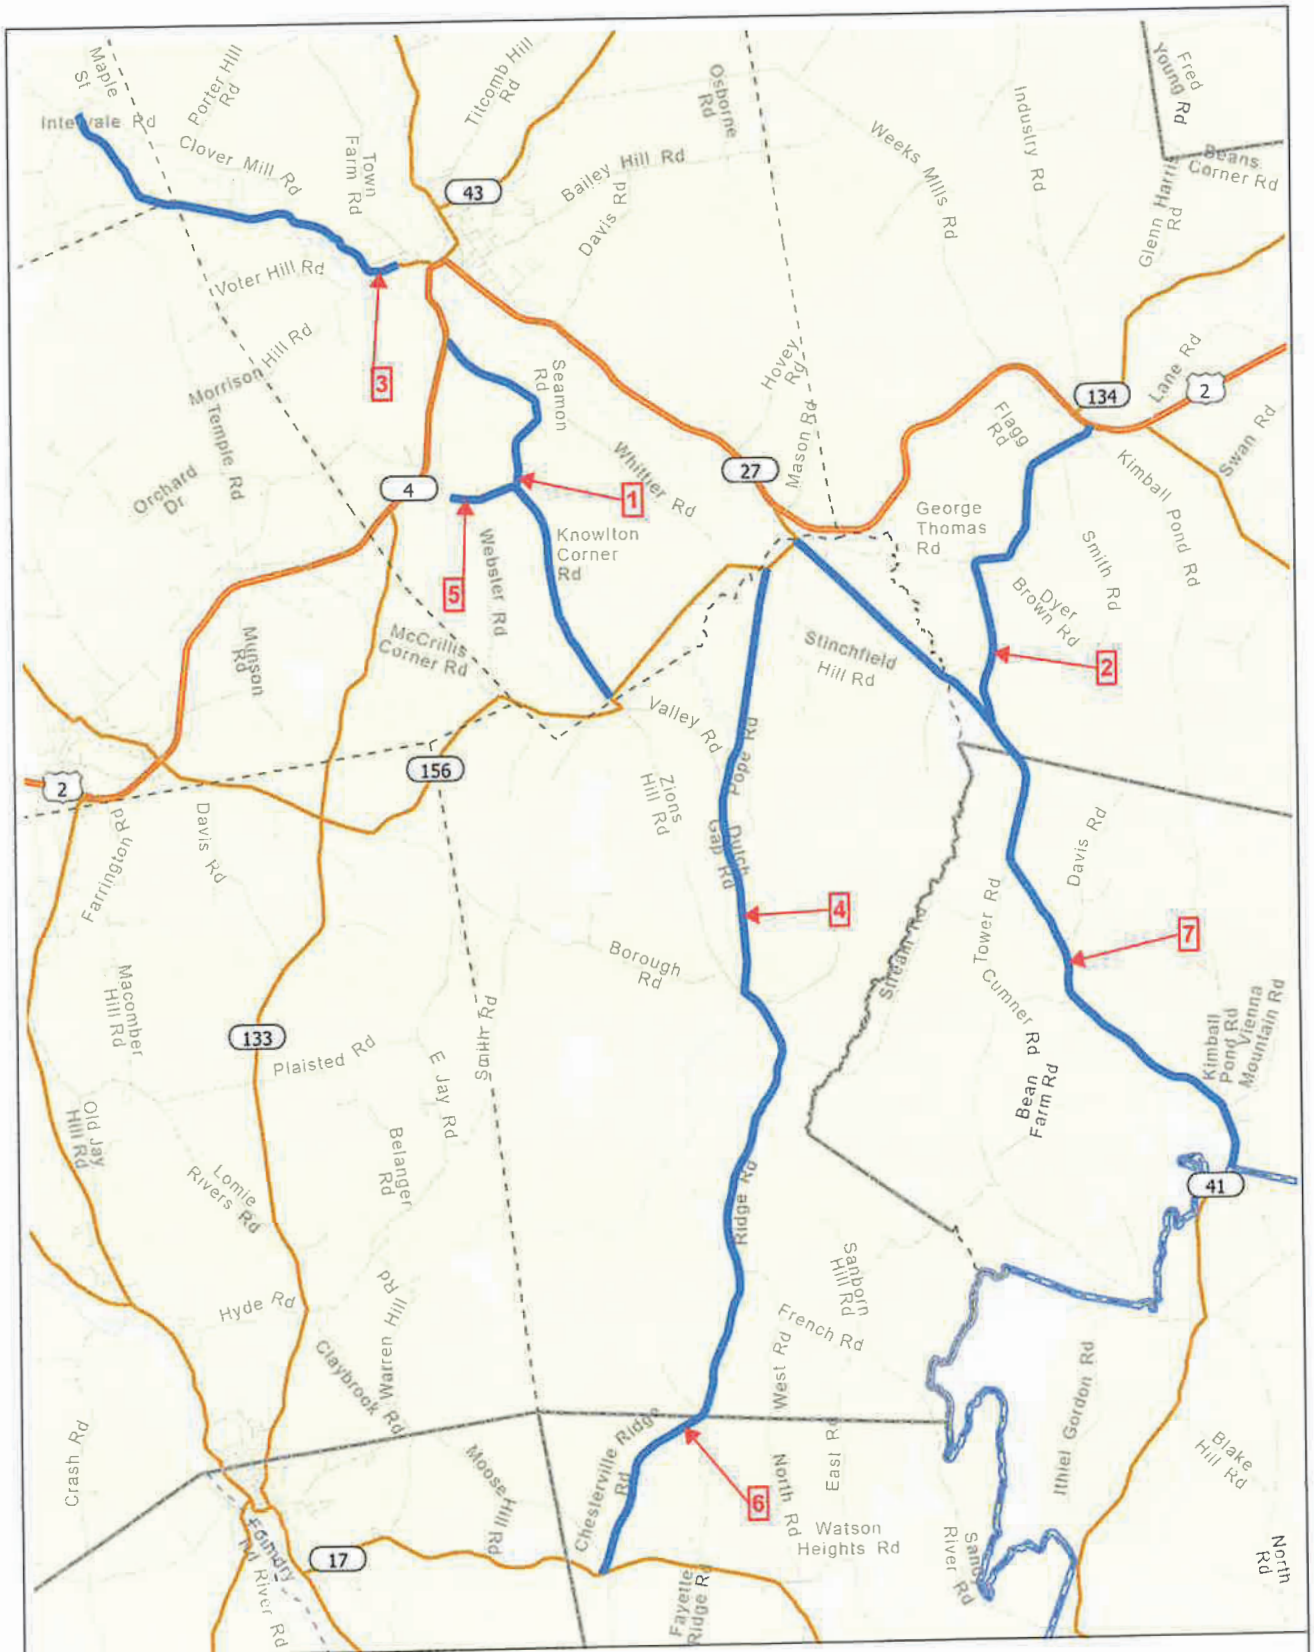 Maple
St
Porter Hill
Rd
Titcomb Hill
Rd
Osborne
Rd
Fred
Young Rd
Intervale Rd
Clover Mill Rd
Town
Farm Rd
43
Bailey Hill Rd
Davis Rd
Weeks Mills Rd
Industry Rd
Beans
Corner Rd
Glenn Harris
Rd
Voter Hill Rd
3
Morrison Hill Rd
Temple Rd
Seamon
Rd
Hovey
Rd
Mason Rd
Flagg
Rd
134
Lane Rd
2
Swan Rd
Orchard
Dr
4
Whittier Rd
1
27
Kimball Pond Rd
George
Thomas
Rd
Knowlton
Corner
Rd
Webster Rd
5
Smith Rd
Dyer
Brown Rd
Munson
Rd
McCrillis
Corner Rd
Stinchfield
Hill Rd
2
Valley Rd
Pope Rd
156
2
Zions
Hill Rd
Farrington Rd
Davis Rd
Dutch
Gap Rd
Davis Rd
4
Tower Rd
7
Borough
Rd
Stream Rd
Macomber
Hill Rd
Cumner Rd
Kimball
Pond Rd
Vienna
Mountain Rd
133
Plaisted Rd
Smith Rd
E Jay Rd
Bean
Farm Rd
Old Jay
Hill Rd
Belanger
Rd
Lomie
Rivers Rd
Ridge Rd
41
Hyde Rd
Warren Hill Rd
Sanborn
Hill Rd
French Rd
Claybrook Rd
West Rd
Ithiel Gordon Rd
Crash Rd
Chesterville Ridge
Rd
East Rd
Blake
Hill Rd
Moose Hill Rd
6
North Rd
Watson
Heights Rd
Foundry
Rd
17
River Rd
Fayette
Ridge Rd
Sandy
River Rd
North
Rd